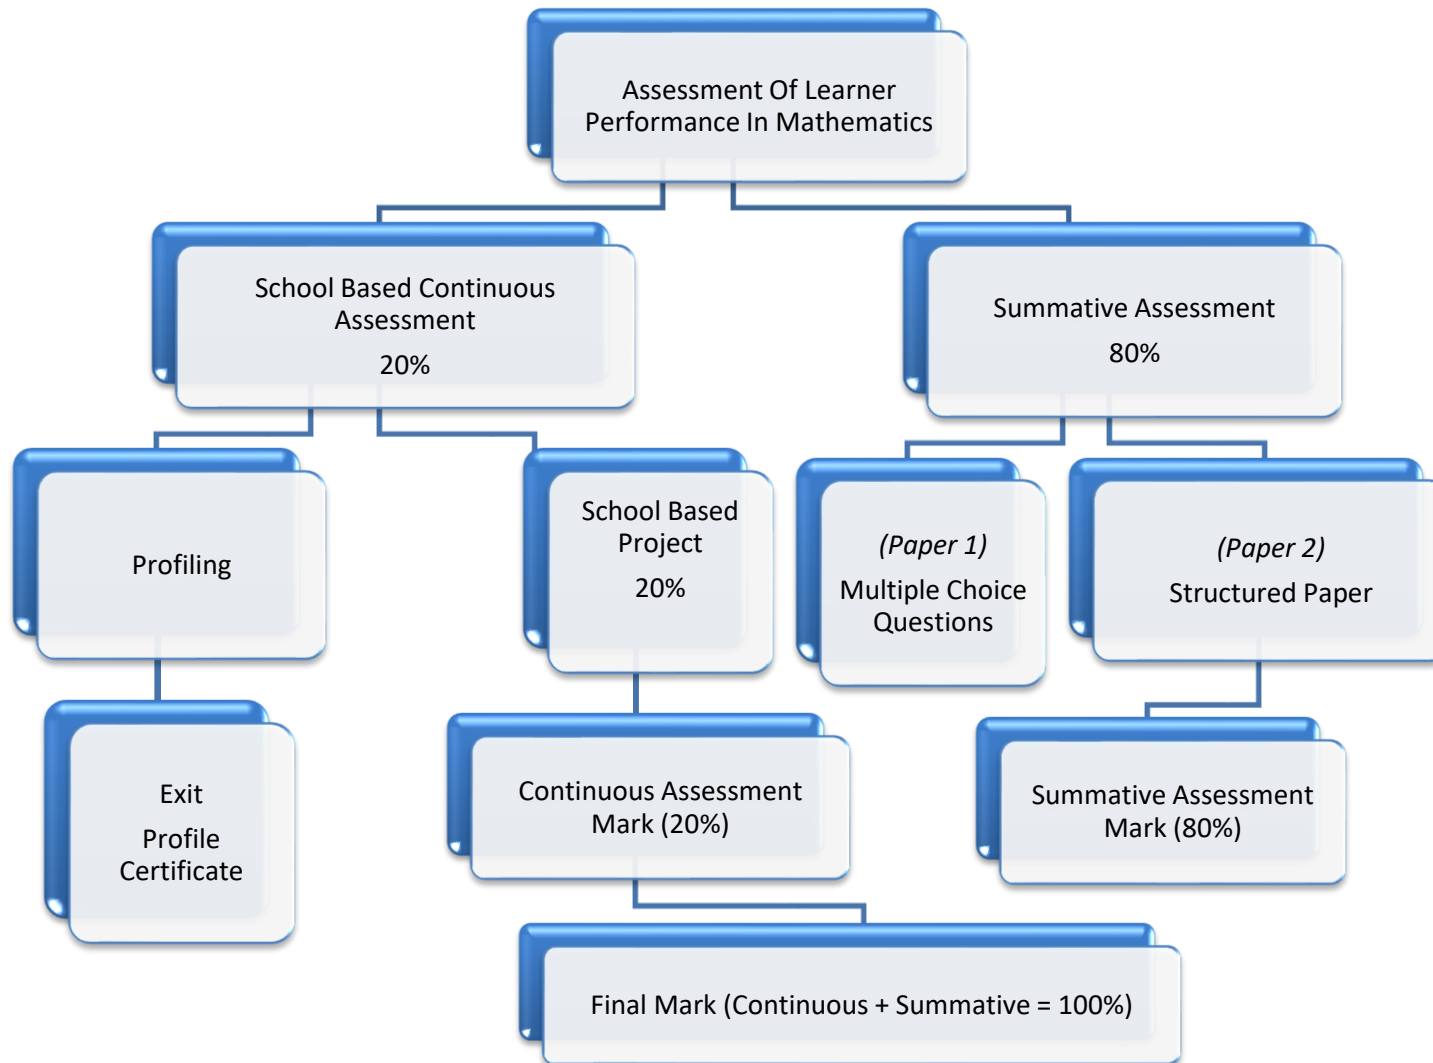 Assessment Of Learner
Performance In Mathematics
School Based Continuous
Assessment
20%
Summative Assessment
80%
Profiling
School Based
Project
20%
(Paper 1)
Multiple Choice
Questions
(Paper 2)
Structured Paper
Exit
Profile
Certificate
Continuous Assessment
Mark (20%)
Summative Assessment
Mark (80%)
Final Mark (Continuous + Summative = 100%)